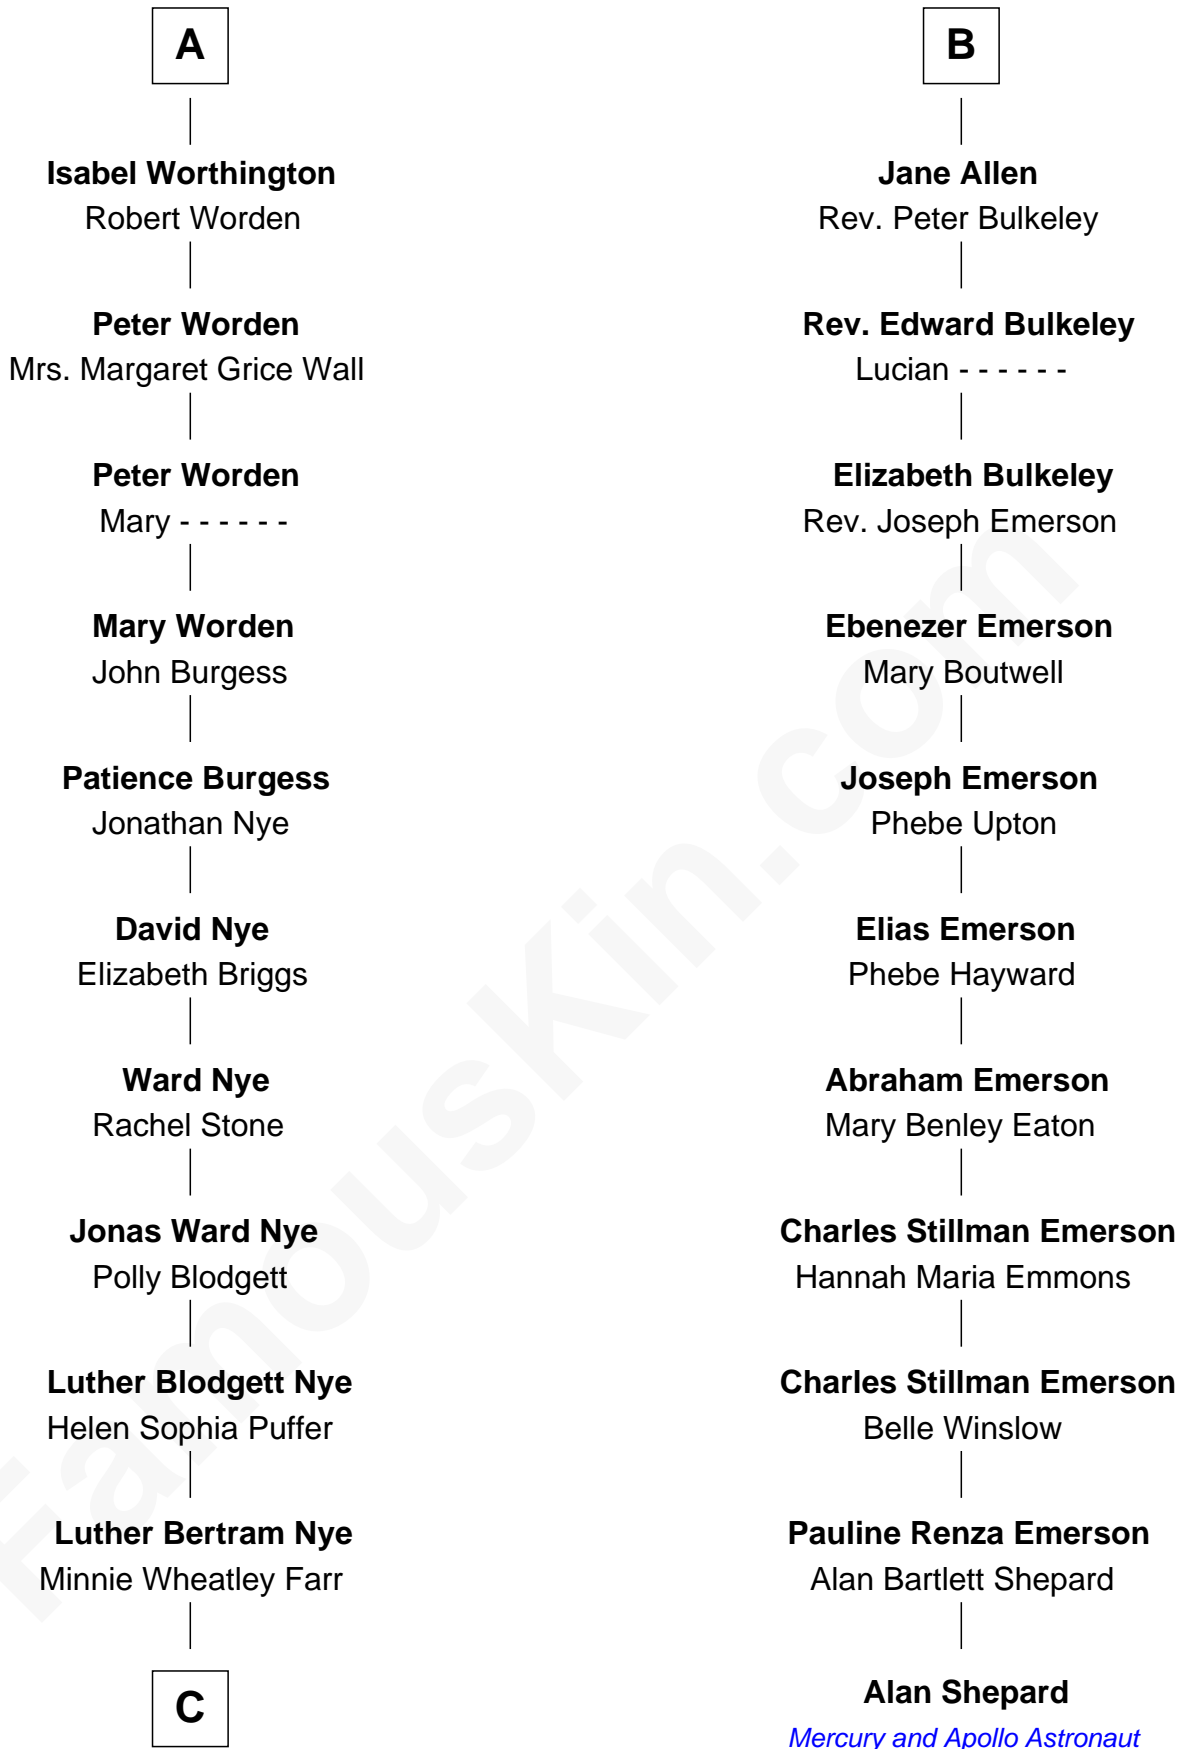 A
Isabel Worthington
Robert Worden
Peter Worden
Mrs. Margaret Grice Wall
Peter Worden
Mary - - - - - -
Mary Worden
John Burgess
Patience Burgess
Jonathan Nye
David Nye
Elizabeth Briggs
Ward Nye
Rachel Stone
Jonas Ward Nye
Polly Blodgett
Luther Blodgett Nye
Helen Sophia Puffer
Luther Bertram Nye
Minnie Wheatley Farr
C
B
Jane Allen
Rev. Peter Bulkeley
Rev. Edward Bulkeley
Lucian - - - - - -
Elizabeth Bulkeley
Rev. Joseph Emerson
Ebenezer Emerson
Mary Boutwell
Joseph Emerson
Phebe Upton
Elias Emerson
Phebe Hayward
Abraham Emerson
Mary Benley Eaton
Charles Stillman Emerson
Hannah Maria Emmons
Charles Stillman Emerson
Belle Winslow
Pauline Renza Emerson
Alan Bartlett Shepard
Alan Shepard
Mercury and Apollo Astronaut
FamousKin.com